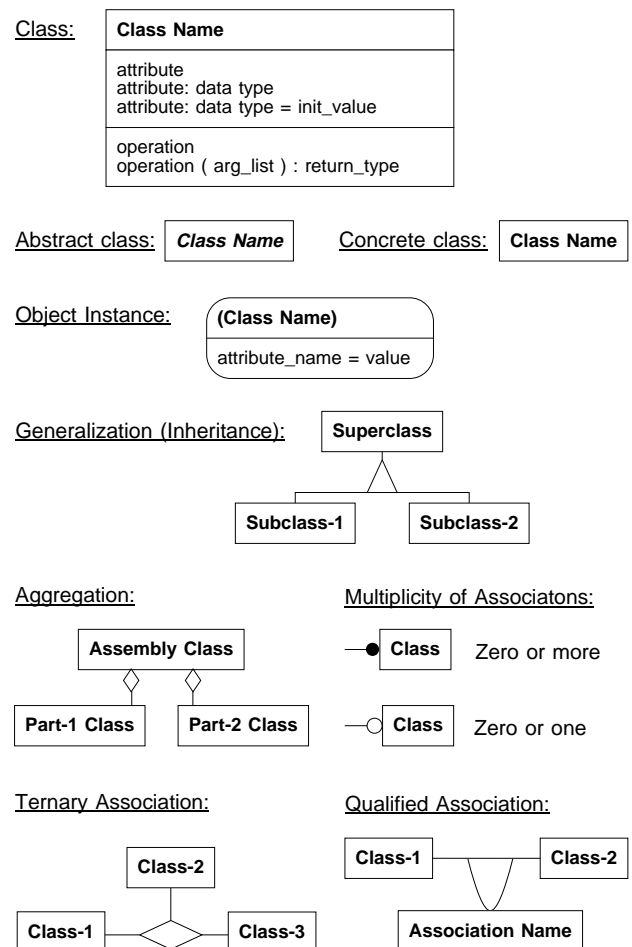 Class:
Class Name
attribute
attribute: data type
attribute: data type = init_value
operation
operation ( arg_list ) : return_type
Abstract class:
Class Name
Concrete class:
Class Name
Object Instance:
(Class Name)
attribute_name = value
Generalization (Inheritance):
Superclass
Subclass-1
Subclass-2
Aggregation:
Assembly Class
Part-1 Class
Part-2 Class
Multiplicity of Associatons:
Class
Zero or more
Class
Zero or one
Ternary Association:
Class-2
Class-1
Class-3
Qualified Association:
Class-1
Class-2
Association Name